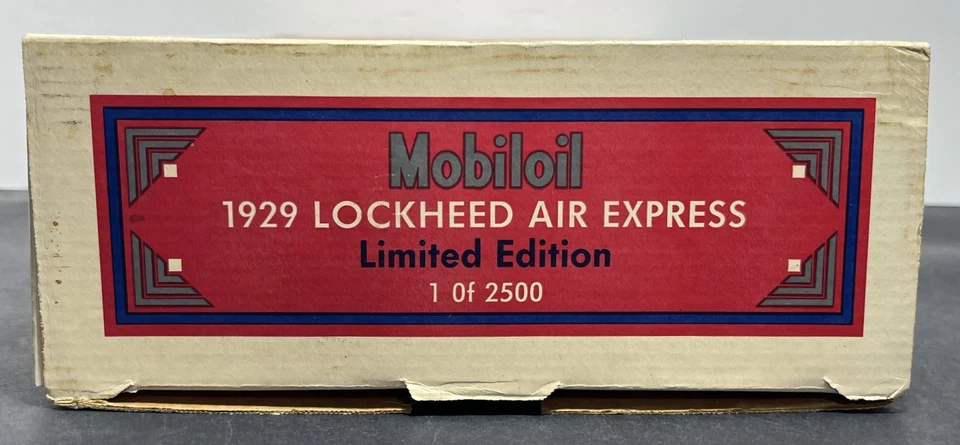 Mobiloil
1929 LOCKHEED AIR EXPRESS
Limited Edition
1 Of 2500